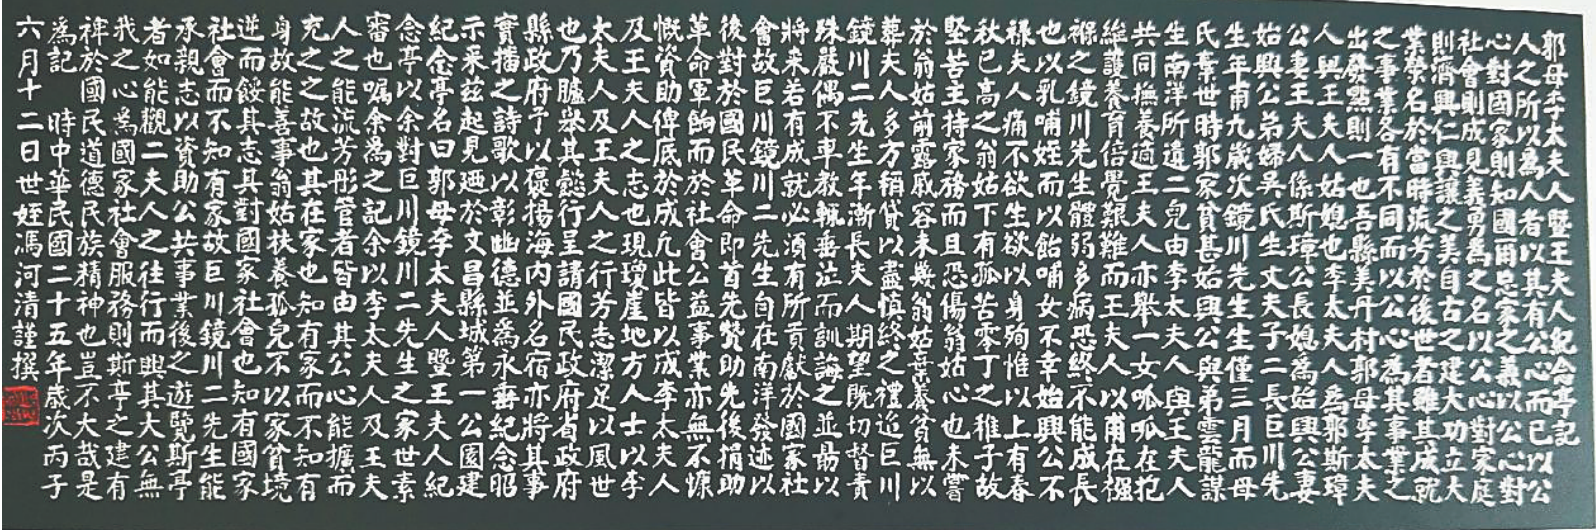 郭母李太夫人暨王夫人紀念亭記
人之所以為人者以其有公心而已以公
心對國家則知國爾忘家之義以公心對
社會則成見義勇為之名以公心對家庭
則濟興仁興讓之美自古之建大功立大
業榮名於當時流芳於後世者雖其成就
之事業各有不同而以公心為其事業之
出發點則一也吾縣美丹村郭母李太夫
人與王夫人姑媳也李太夫人為郭斯瑋
公妻王夫人係斯瑋公長媳為紹興公妻
始興公弟婦吳氏生丈夫子二長巨川先
生年甫九歲次鏡川先生生僅三月而母
氏棄世時郭家貧甚始興公與弟雲龍謀
生南洋所遺二兒由李太夫人與王夫人
共同撫養適王夫人亦舉一女呱呱在抱
維護養育倍覺艱難而王夫人以甫在襁
褓之鏡川先生體弱多病恐終不能成長
也以乳哺姪而以飴哺女不幸始興公不
祿夫人痛不欲生欲以身殉惟以上有春
秋已高之翁姑下有孤苦零丁之稚子故
堅苦主持家務而且恐傷翁姑心也未嘗
於翁姑前露戚容未幾翁姑棄養貧無以
葬夫人多方稱貸以盡慎終之禮迨巨川
鏡川二先生年漸長夫人期望既切督責
殊嚴偶不率教輒垂泣而訓誨之並勗以
將來若有成就必須有所貢獻於國家社
會故巨川鏡川二先生自在南洋發迹以
後對於國民革命即首先贊助先後捐助
革命軍餉而於社會公益事業亦無不慷
慨資助俾底於成凡此皆以成李太夫人
及王夫人之志也現瓊崖地方人士以李
太夫人及王夫人之行芳志潔足以風世
也乃臚舉其懿行呈請國民政府省政府
縣政府予以褒揚海內外名宿亦將其事
實播之詩歌以彰幽德並為永垂紀念昭
示來茲起見迺於文昌縣城第一公園建
紀念亭名曰郭母李太夫人暨王夫人紀
念亭以余對巨川鏡川二先生之家世素
審也囑余為之記余以李太夫人及王夫
人之能流芳彤管者皆由其公心能擴而
充之之故也其在家也知有家而不知有
身故能善事翁姑扶養孤兒不以家貧境
逆而餒其志其對國家社會也知有國家
社會而不知有家故巨川鏡川二先生能
承親志以資助公共事業後之遊覽斯亭
者如能觀二夫人之往行而興其大公無
我之心為國家社會服務則斯亭之建有
裨於國民道德民族精神也豈不大哉是
為記 時中華民國二十五年歲次丙子
六月十二日世姪馮河清謹撰